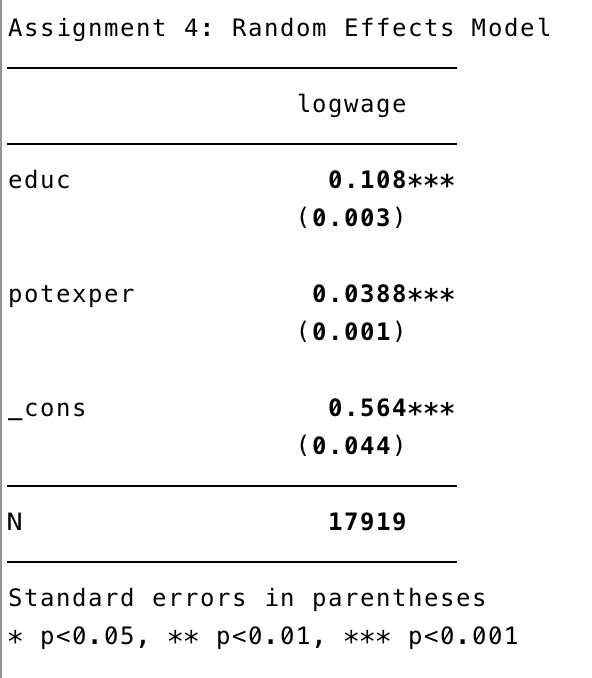 Assignment 4: Random Effects Model
logwage
educ 0.108***
(0.003)
potexper 0.0388***
(0.001)
_cons 0.564***
(0.044)
N 17919
Standard errors in parentheses
* p<0.05, ** p<0.01, *** p<0.001